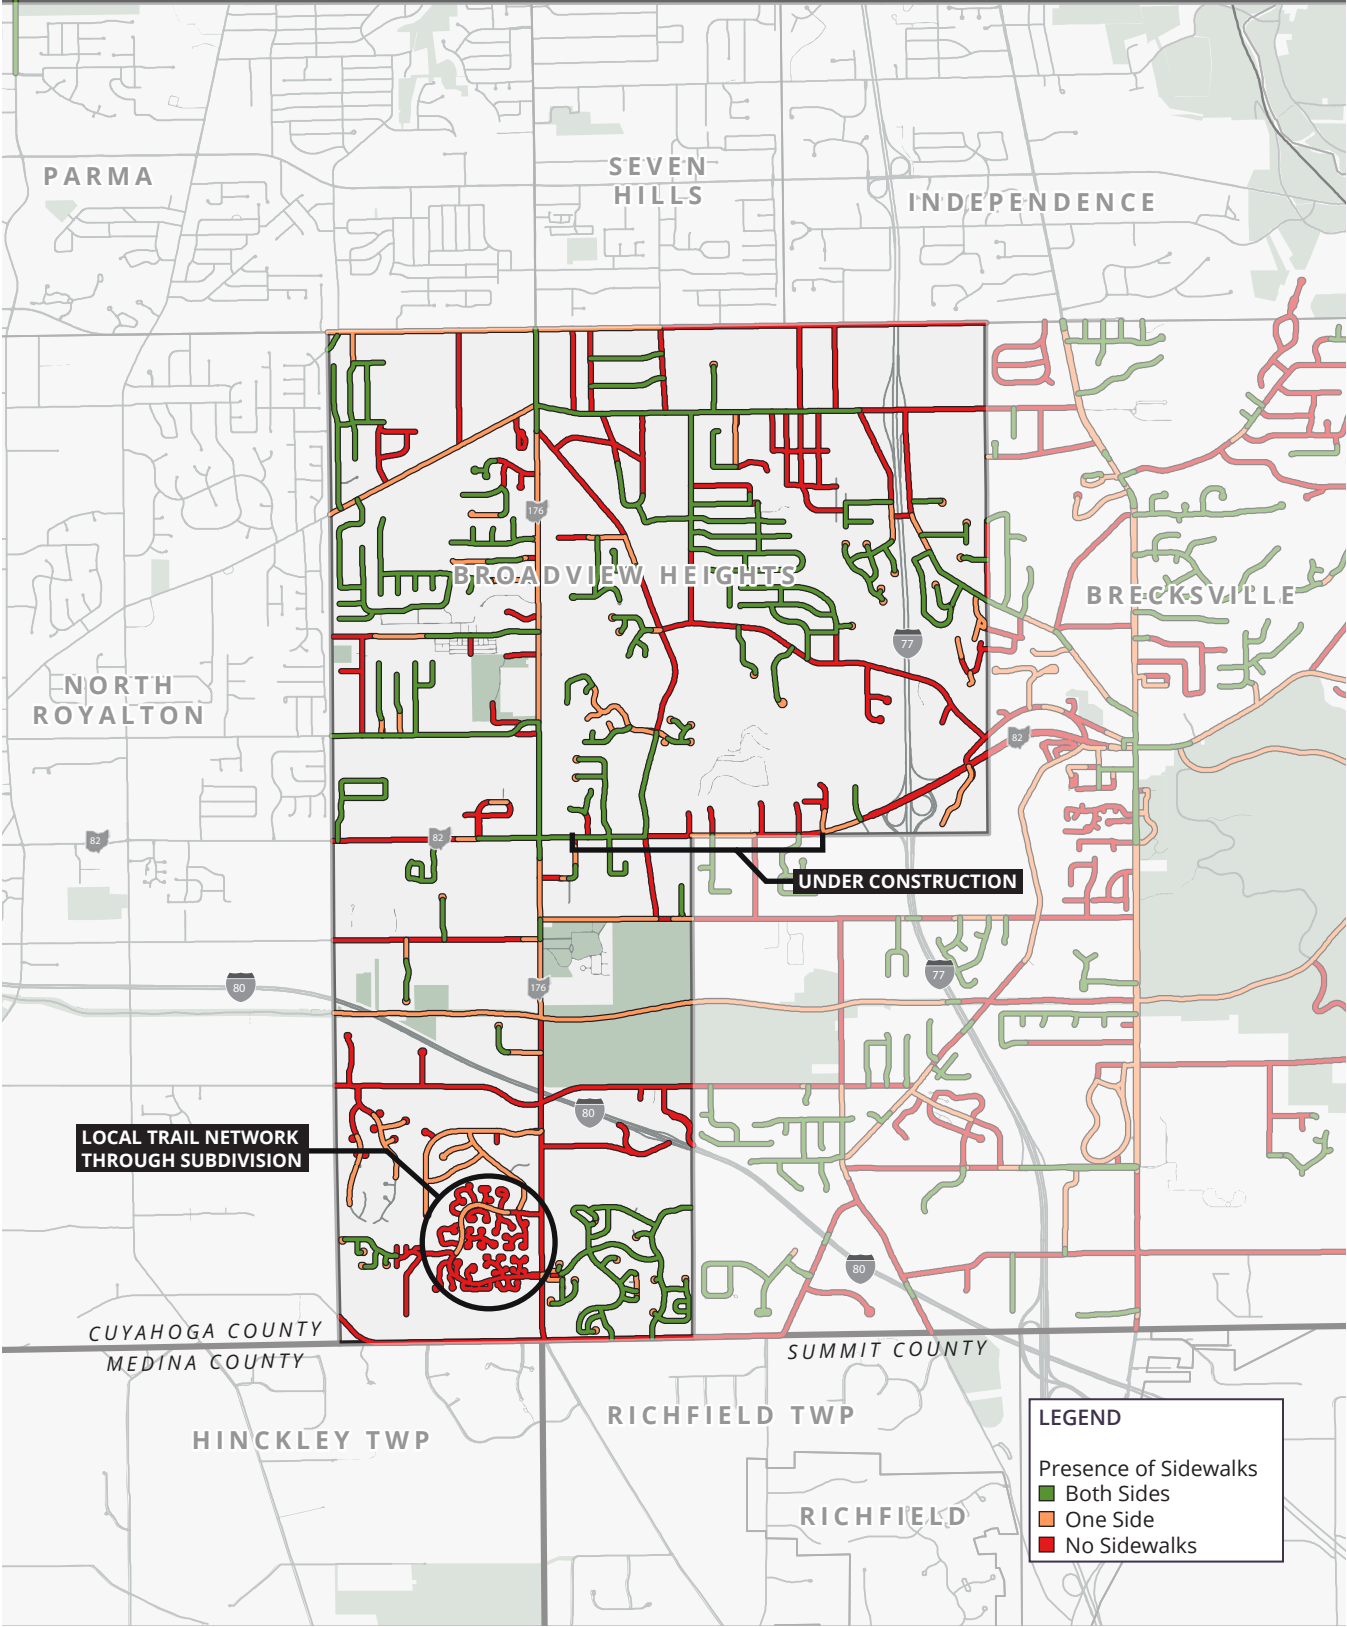 PARMA
SEVEN
HILLS
INDEPENDENCE
176
BROADVIEW HEIGHTS
BRECKSVILLE
77
NORTH
ROYALTON
82
82
82
UNDER CONSTRUCTION
77
80
176
80
LOCAL TRAIL NETWORK
THROUGH SUBDIVISION
80
CUYAHOGA COUNTY
MEDINA COUNTY
SUMMIT COUNTY
RICHFIELD TWP
HINCKLEY TWP
RICHFIELD
LEGEND
Presence of Sidewalks
Both Sides
One Side
No Sidewalks